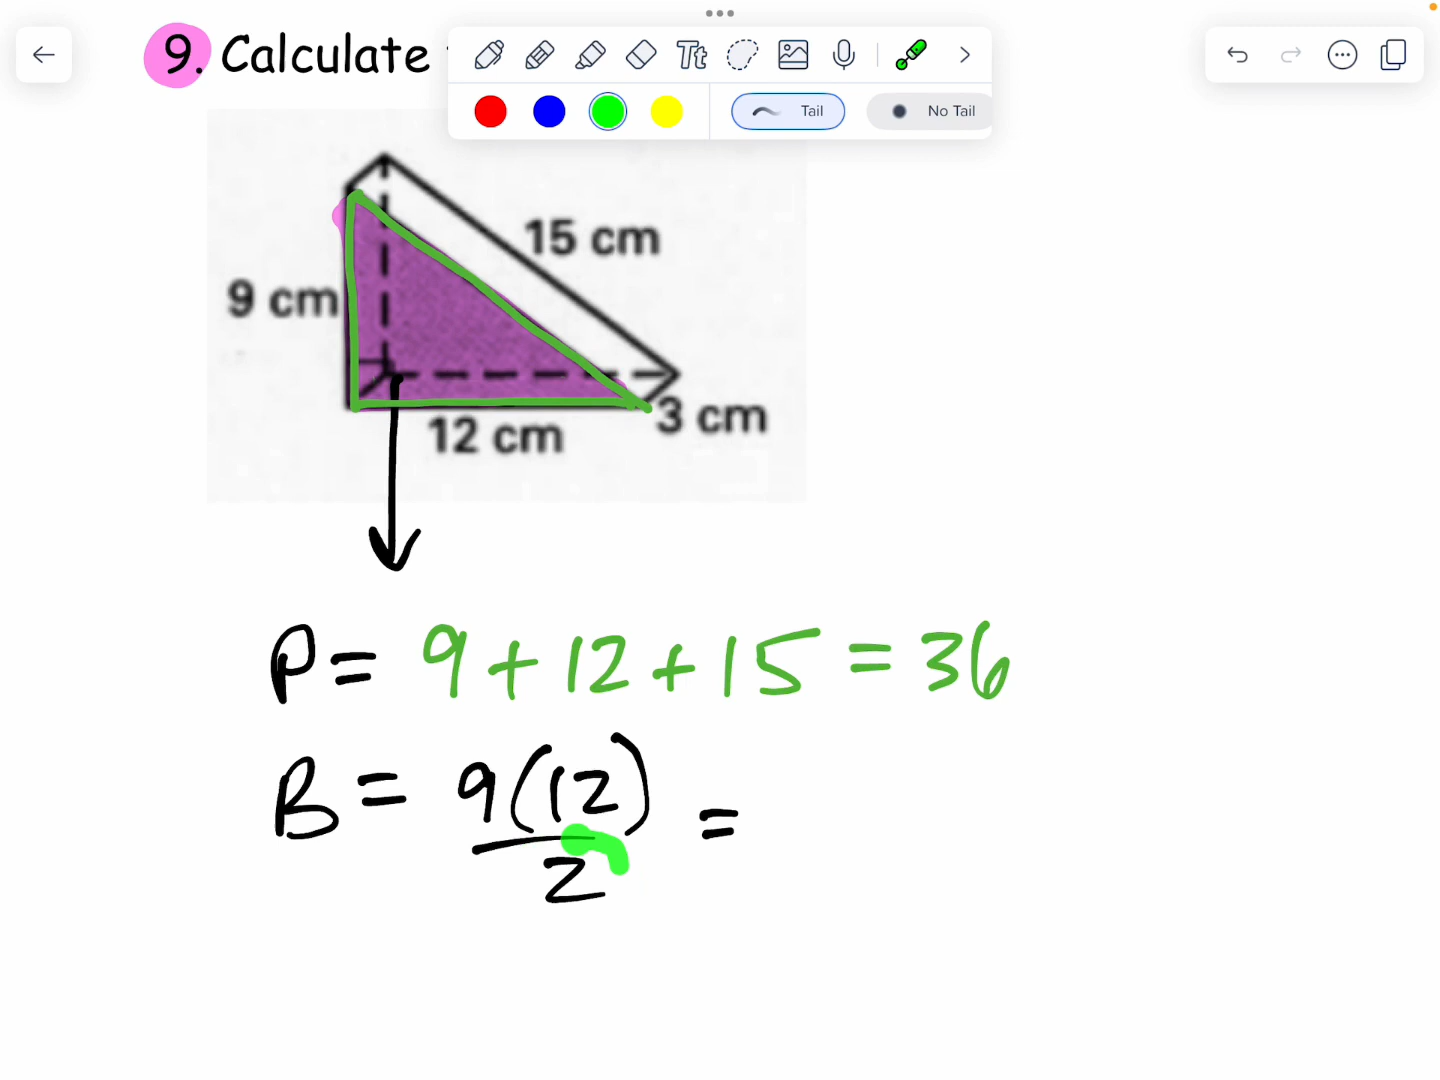 9. Calculate
Tt
Tail
No Tail
15 cm
9 cm
12 cm
3 cm
P = 9 + 12 + 15 = 36
B = 9(12) =
2